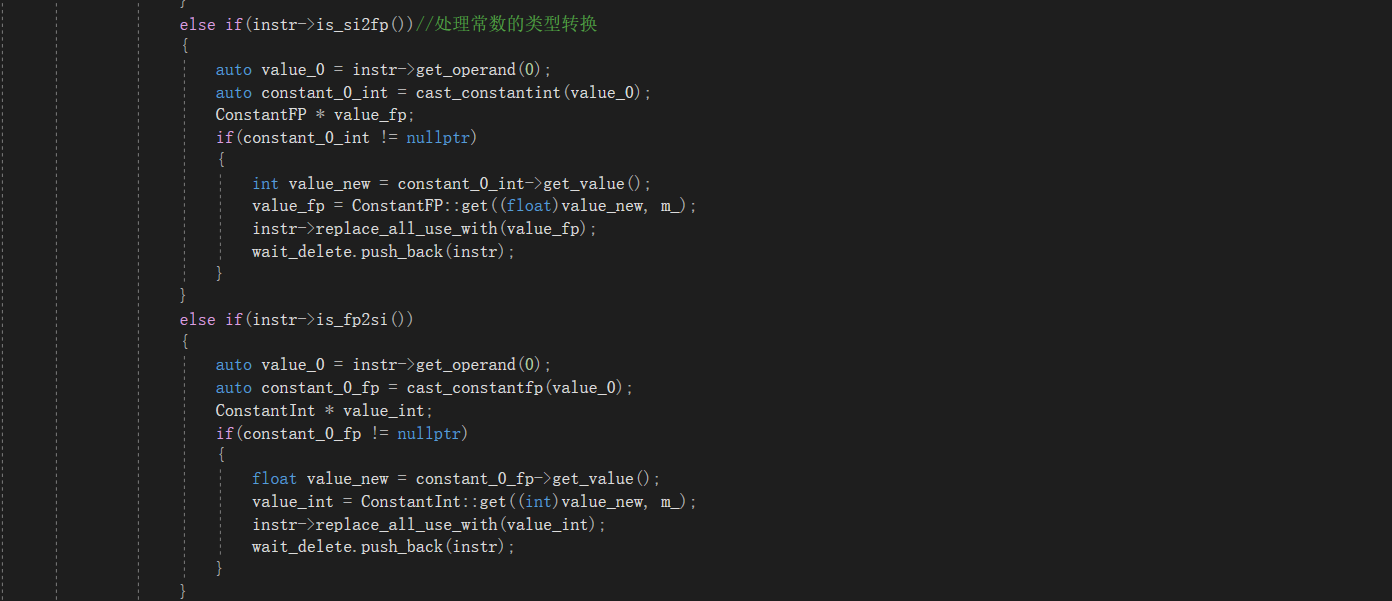 }
else if(instr->is_si2fp())//处理常数的类型转换
{
auto value_0 = instr->get_operand(0);
auto constant_0_int = cast_constantint(value_0);
ConstantFP * value_fp;
if(constant_0_int != nullptr)
{
int value_new = constant_0_int->get_value();
value_fp = ConstantFP::get((float)value_new, m_);
instr->replace_all_use_with(value_fp);
wait_delete.push_back(instr);
}
}
else if(instr->is_fp2si())
{
auto value_0 = instr->get_operand(0);
auto constant_0_fp = cast_constantfp(value_0);
ConstantInt * value_int;
if(constant_0_fp != nullptr)
{
float value_new = constant_0_fp->get_value();
value_int = ConstantInt::get((int)value_new, m_);
instr->replace_all_use_with(value_int);
wait_delete.push_back(instr);
}
}